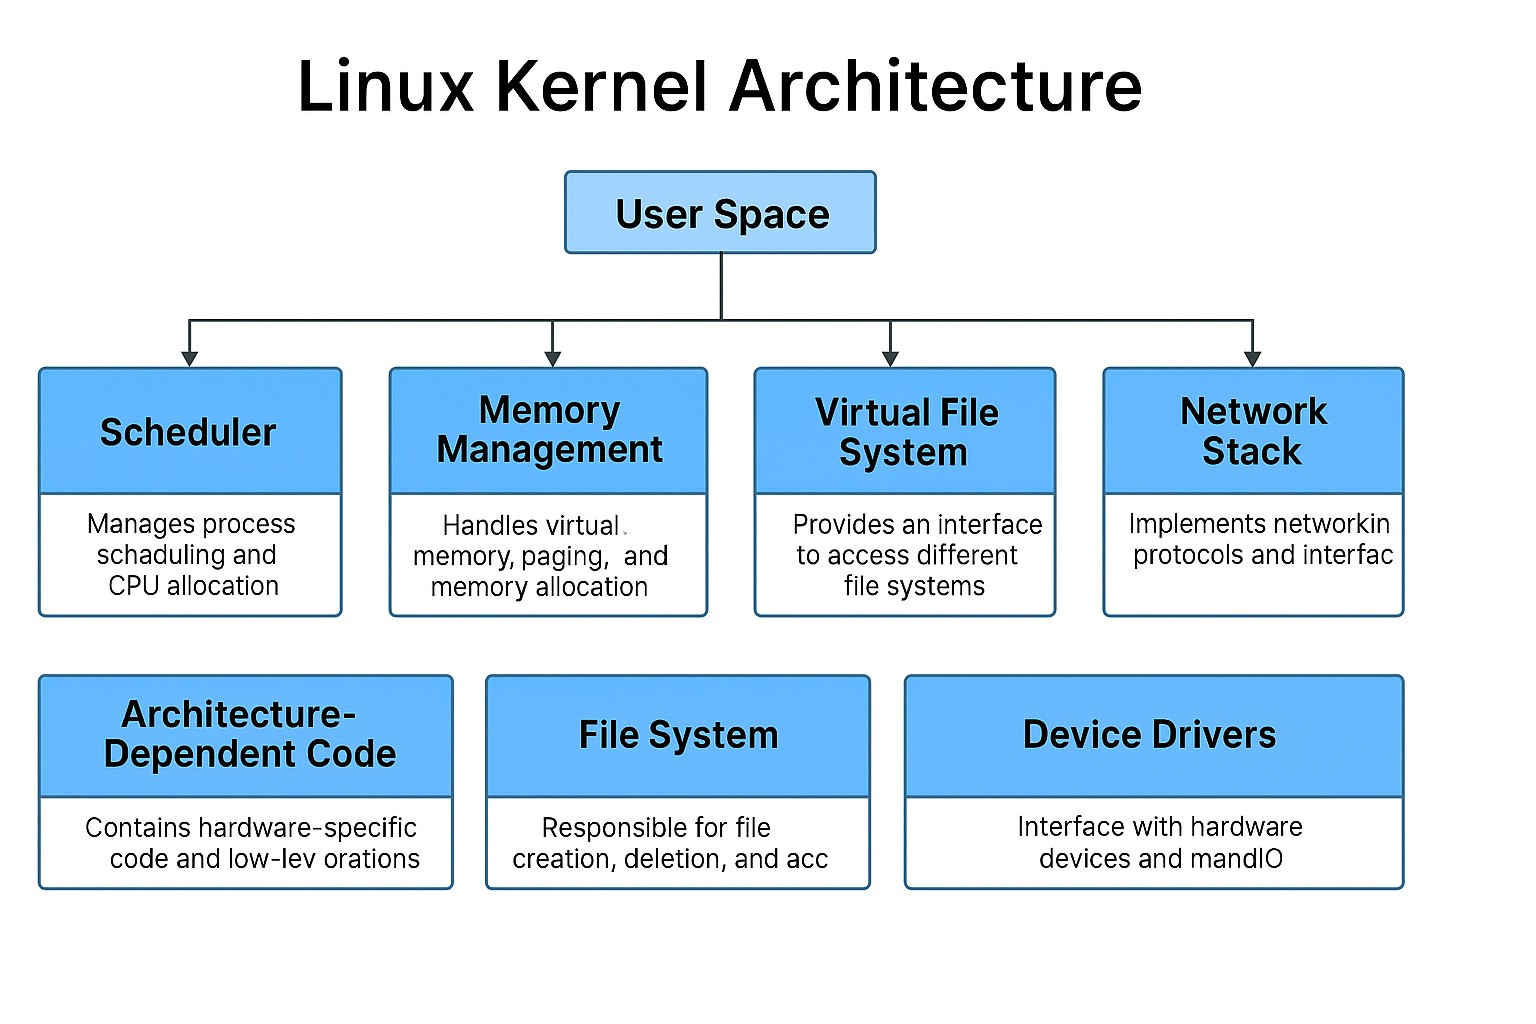 Linux Kernel Architecture
User Space
Scheduler
Manages process
schaduling and
CPU allocation
Memory
Management
Handles virtual
memory, paging, and
memory allocation
Virtual File
System
Provides an interface
to access different
file systems
Network
Stack
Implements networkin
protocols and interfac
Architecture-
Dependent Code
Contains hardware-specific
code and low-lev orations
File System
Responsible for file
creation, deletion, and acc
Device Drivers
Interface with hardware
devices and mandIO